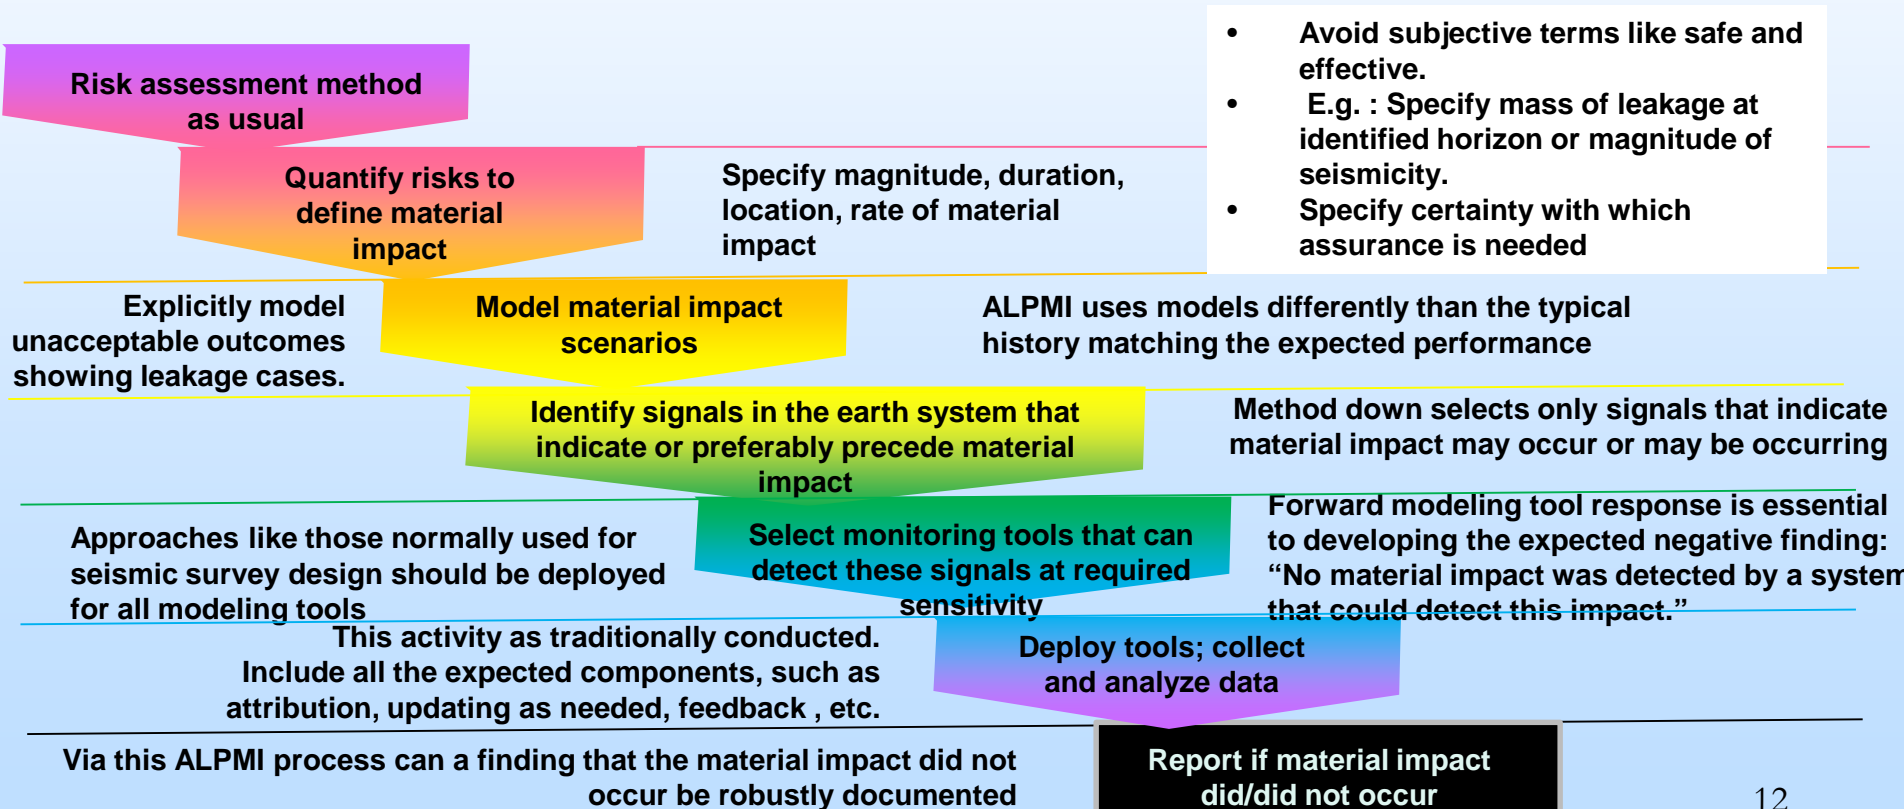 Risk assessment method
as usual
• Avoid subjective terms like safe and
effective.
• E.g. : Specify mass of leakage at
identified horizon or magnitude of
seismicity.
• Specify certainty with which
assurance is needed
Quantify risks to
define material
impact
Specify magnitude, duration,
location, rate of material
impact
Explicitly model
unacceptable outcomes
showing leakage cases.
Model material impact
scenarios
ALPMI uses models differently than the typical
history matching the expected performance
Identify signals in the earth system that
indicate or preferably precede material
impact
Method down selects only signals that indicate
material impact may occur or may be occurring
Approaches like those normally used for
seismic survey design should be deployed
for all modeling tools
Select monitoring tools that can
detect these signals at required
sensitivity
Forward modeling tool response is essential
to developing the expected negative finding:
“No material impact was detected by a system
that could detect this impact.”
This activity as traditionally conducted.
Include all the expected components, such as
attribution, updating as needed, feedback , etc.
Deploy tools; collect
and analyze data
Via this ALPMI process can a finding that the material impact did not
occur be robustly documented
Report if material impact
did/did not occur
12